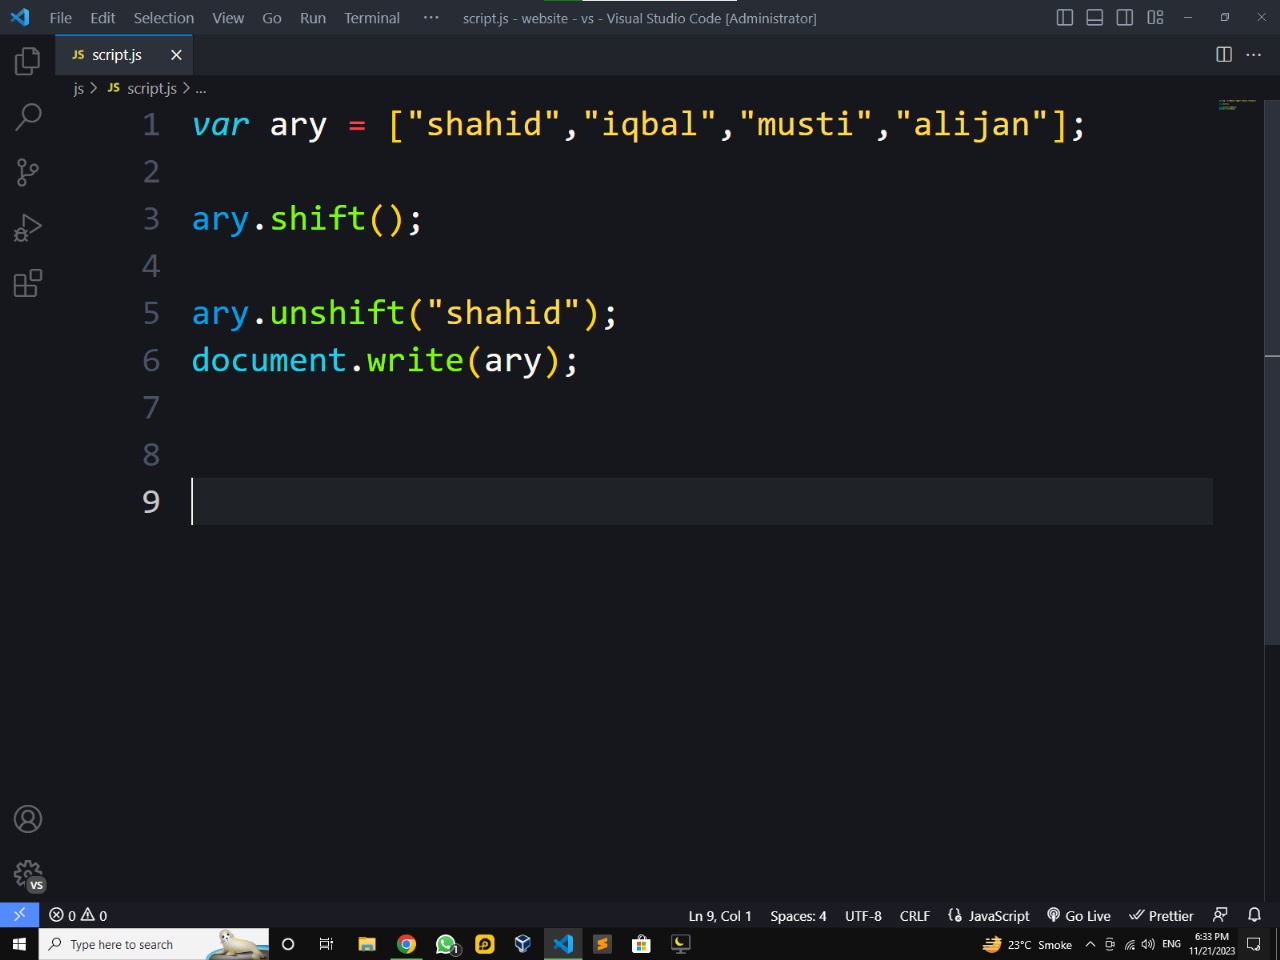 File Edit Selection View Go Run Terminal ··· script.js - website - vs - Visual Studio Code [Administrator]
JS script.js
js > JS script.js > ...
1 var ary = ["shahid","iqbal","musti","alijan"];
2
3 ary.shift();
4
5 ary.unshift("shahid");
6 document.write(ary);
7
8
9
VS
0 0 Ln 9, Col 1 Spaces: 4 UTF-8 CRLF JavaScript Go Live Prettier
Type here to search 1 23°C Smoke ENG 6:33 PM
11/21/2023